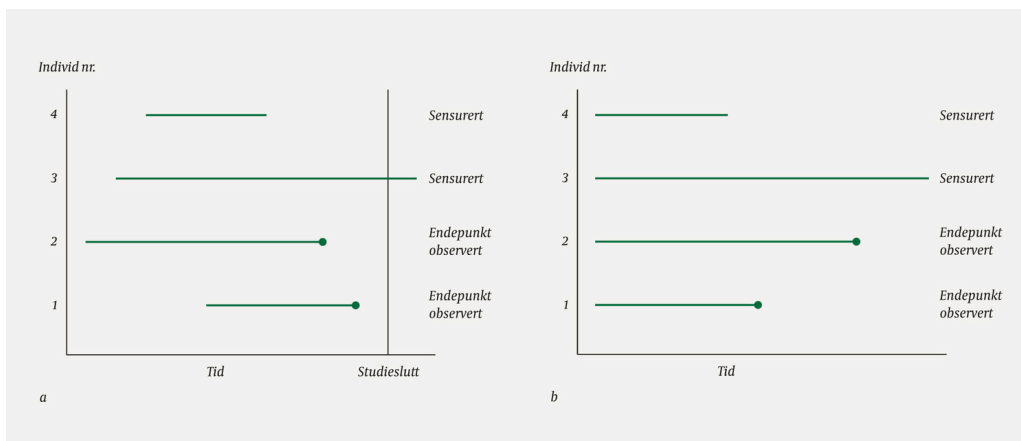 Individ nr.
4
Sensurert
3
Sensurert
2
Endepunkt
observert
1
Endepunkt
observert
Tid
Studieslutt
a
Individ nr.
4
Sensurert
3
Sensurert
2
Endepunkt
observert
1
Endepunkt
observert
Tid
b